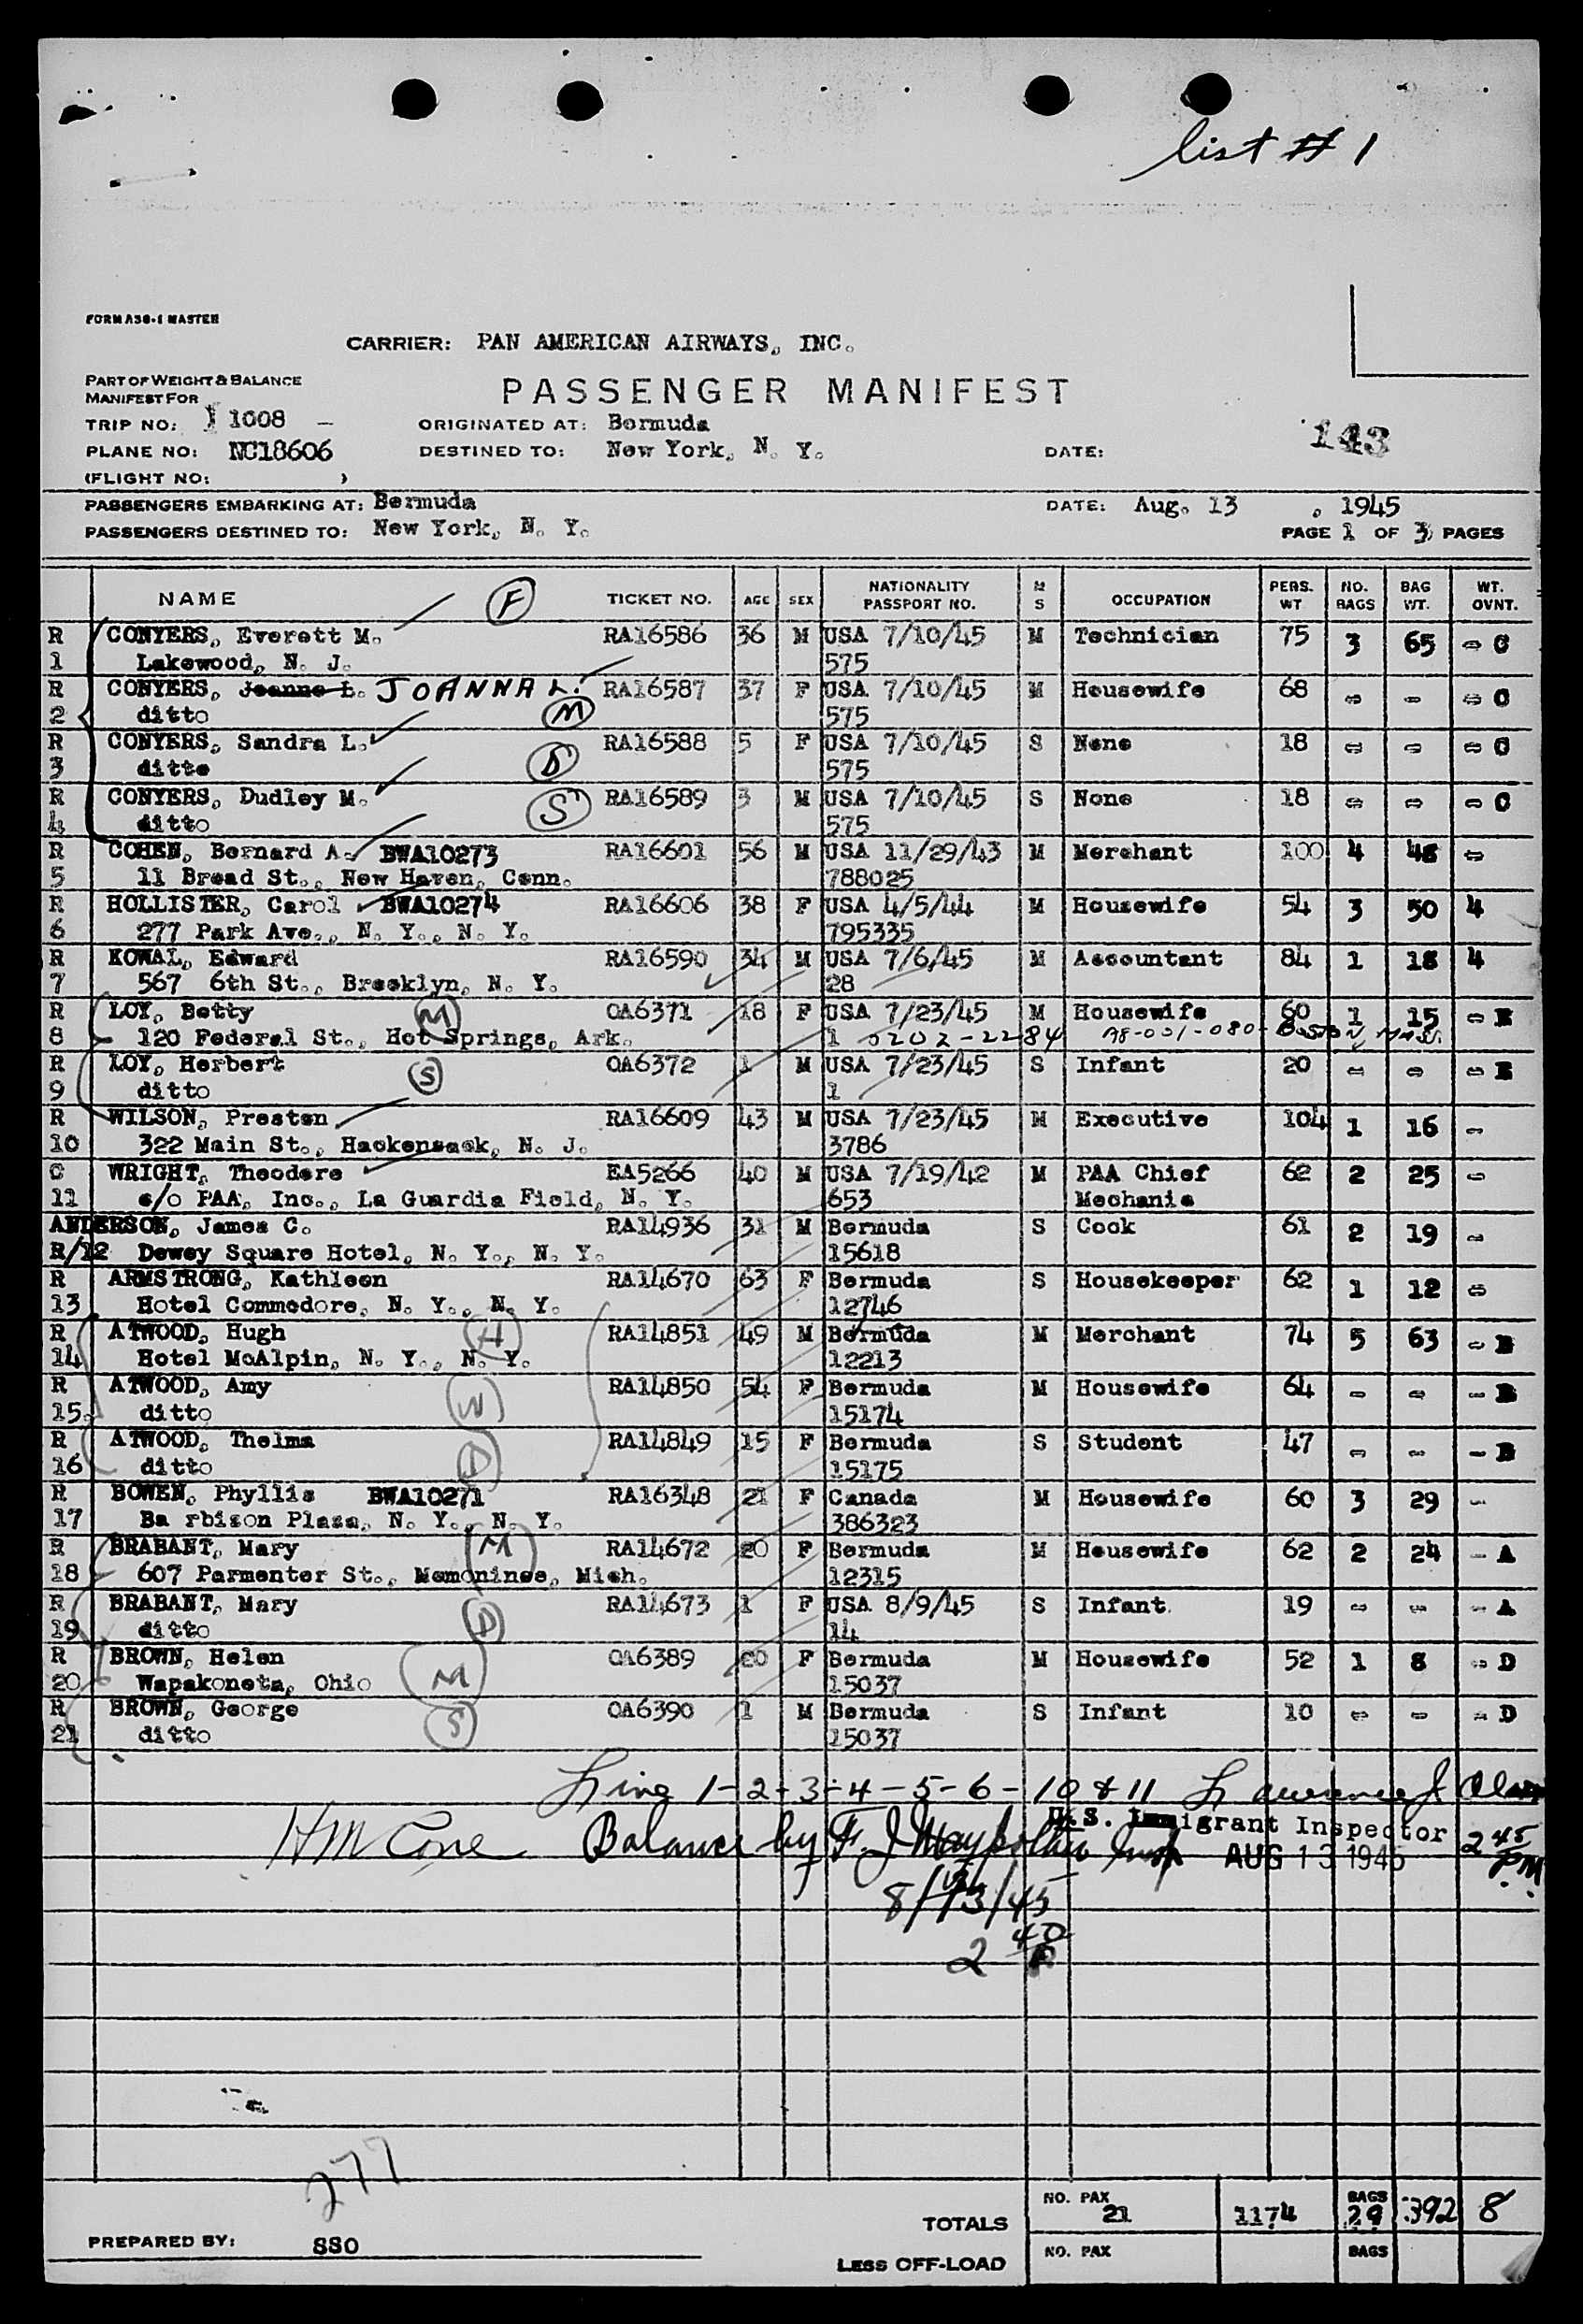 list # 1
FORM A30-1 MASTER
CARRIER: PAN AMERICAN AIRWAYS, INC.
PART OF WEIGHT & BALANCE
MANIFEST FOR
PASSENGER MANIFEST
TRIP NO: 1008 - ORIGINATED AT: Bermuda
143
PLANE NO: NC18606 DESTINED TO: New York, N. Y. DATE:
(FLIGHT NO: )
PASSENGERS EMBARKING AT: Bermuda DATE: Aug. 13 , 1945
PASSENGERS DESTINED TO: New York, N. Y. PAGE 1 OF 3 PAGES
NAME TICKET NO. AGE SEX NATIONALITY PASSPORT NO. M S OCCUPATION PERS. WT NO. BAGS BAG WT. WT. OVNT.
F
R CONYERS, Everett M. RA16586 36 M USA 7/10/45 M Technician 75 3 65 - C
1 Lakewood, N. J. 575
R CONYERS, Joanne L. JOANNA L. RA16587 37 F USA 7/10/45 M Housewife 68 - - - C
2 ditto M 575
R CONYERS, Sandra L. RA16588 5 F USA 7/10/45 S None 18 - - - C
3 ditto D 575
R CONYERS, Dudley M. S RA16589 3 M USA 7/10/45 S None 18 - - - C
4 ditto 575
R COHEN, Bernard A. BWA10273 RA16601 56 M USA 11/29/43 M Merchant 100 4 48 -
5 11 Broad St., New Haven, Conn. 788025
R HOLLISTER, Carol BWA10274 RA16606 38 F USA 4/5/44 M Housewife 54 3 50 4
6 277 Park Ave., N. Y., N. Y. 795335
R KOWAL, Edward RA16590 34 M USA 7/6/45 M Accountant 84 1 18 4
7 567 6th St., Brooklyn, N. Y. 28
R LOY, Betty M OA6371 18 F USA 7/23/45 M Housewife 60 1 15 - E
8 120 Federal St., Hot Springs, Ark. 1 0202-2284 A8-001-080- Boston, Mass.
R LOY, Herbert S OA6372 1 M USA 7/23/45 S Infant 20 - - - E
9 ditto 1
R WILSON, Preston RA16609 43 M USA 7/23/45 M Executive 104 1 16 -
10 322 Main St., Hackensack, N. J. 3786
C WRIGHT, Theodore EA5266 40 M USA 7/19/42 M PAA Chief 62 2 25 -
11 c/o PAA, Inc., La Guardia Field, N. Y. 653 Mechanic
ANDERSON, James C. RA14936 31 M Bermuda S Cook 61 2 19 -
R/12 Dewey Square Hotel, N. Y., N. Y. 15618
R ARMSTRONG, Kathleen RA14670 63 F Bermuda S Housekeeper 62 1 12 -
13 Hotel Commodore, N. Y., N. Y. 12746
R ATWOOD, Hugh H RA14851 49 M Bermuda M Merchant 74 5 63 - B
14 Hotel McAlpin, N. Y., N. Y. 12213
R ATWOOD, Amy W RA14850 54 F Bermuda M Housewife 64 - - - B
15 ditto 15174
R ATWOOD, Thelma D RA14849 15 F Bermuda S Student 47 - - - B
16 ditto 15175
R BOWEN, Phyllis BWA10271 RA16348 21 F Canada M Housewife 60 3 29 -
17 Ba rbizon Plaza, N. Y., N. Y. 386323
R BRABANT, Mary M RA14672 20 F Bermuda M Housewife 62 2 24 - A
18 607 Parmenter St., Memoninee, Mich. 12315
R BRABANT, Mary D RA14673 1 F USA 8/9/45 S Infant 19 - - - A
19 ditto 14
R BROWN, Helen M OA6389 20 F Bermuda M Housewife 52 1 8 - D
20 Wapakoneta, Ohio 15037
R BROWN, George S OA6390 1 M Bermuda S Infant 10 - - - D
21 ditto 15037
Line 1-2-3-4-5-6-10 & 11 Lawrence J.
U.S. Immigrant Inspector
HM Cone Balance by F. J. AUG 13 1945 2 45 P.M.
8/13/45
2 40 P
277
TOTALS NO. PAX 21 1174 BAGS 29 392 8
PREPARED BY: SSO
LESS OFF-LOAD NO. PAX BAGS